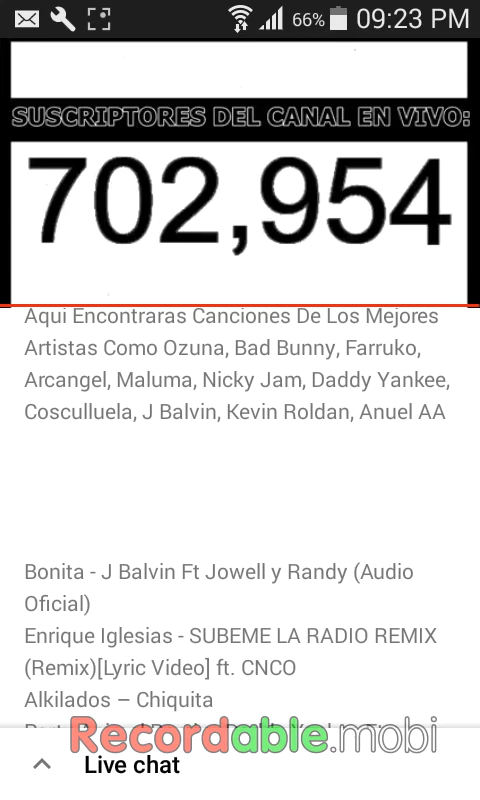 66% 09:23 PM
SUSCRIPTORES DEL CANAL EN VIVO:
702,954
Aqui Encontraras Canciones De Los Mejores
Artistas Como Ozuna, Bad Bunny, Farruko,
Arcangel, Maluma, Nicky Jam, Daddy Yankee,
Cosculluela, J Balvin, Kevin Roldan, Anuel AA
Bonita - J Balvin Ft Jowell y Randy (Audio
Oficial)
Enrique Iglesias - SUBEME LA RADIO REMIX
(Remix)[Lyric Video] ft. CNCO
Alkilados – Chiquita
Recordable.mobi
Live chat